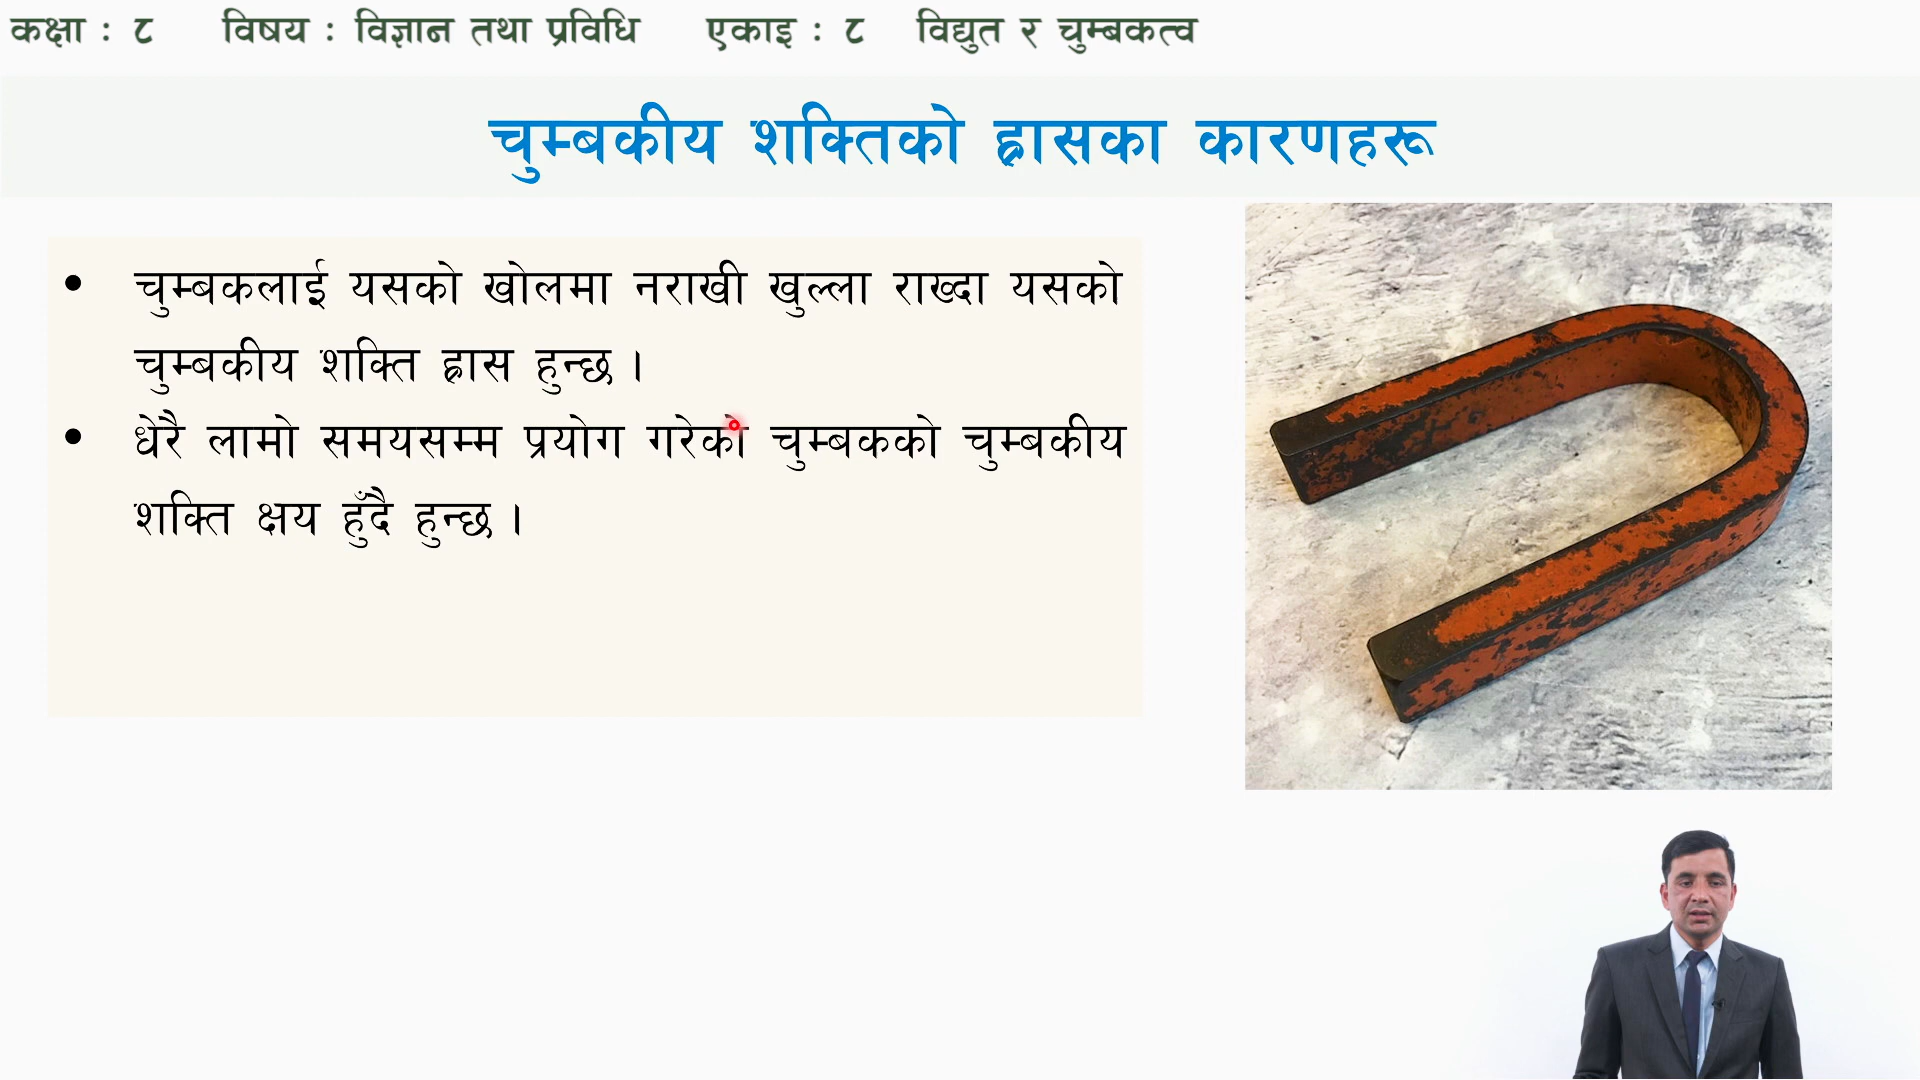 कक्षा : ८ विषय : विज्ञान तथा प्रविधि एकाइ : ८ विद्युत र चुम्बकत्व
चुम्बकीय शक्तिको ह्रासका कारणहरू
• चुम्बकलाई यसको खोलमा नराखी खुल्ला राख्दा यसको
चुम्बकीय शक्ति ह्रास हुन्छ ।
• धेरै लामो समयसम्म प्रयोग गरेको चुम्बकको चुम्बकीय
शक्ति क्षय हुँदै हुन्छ ।